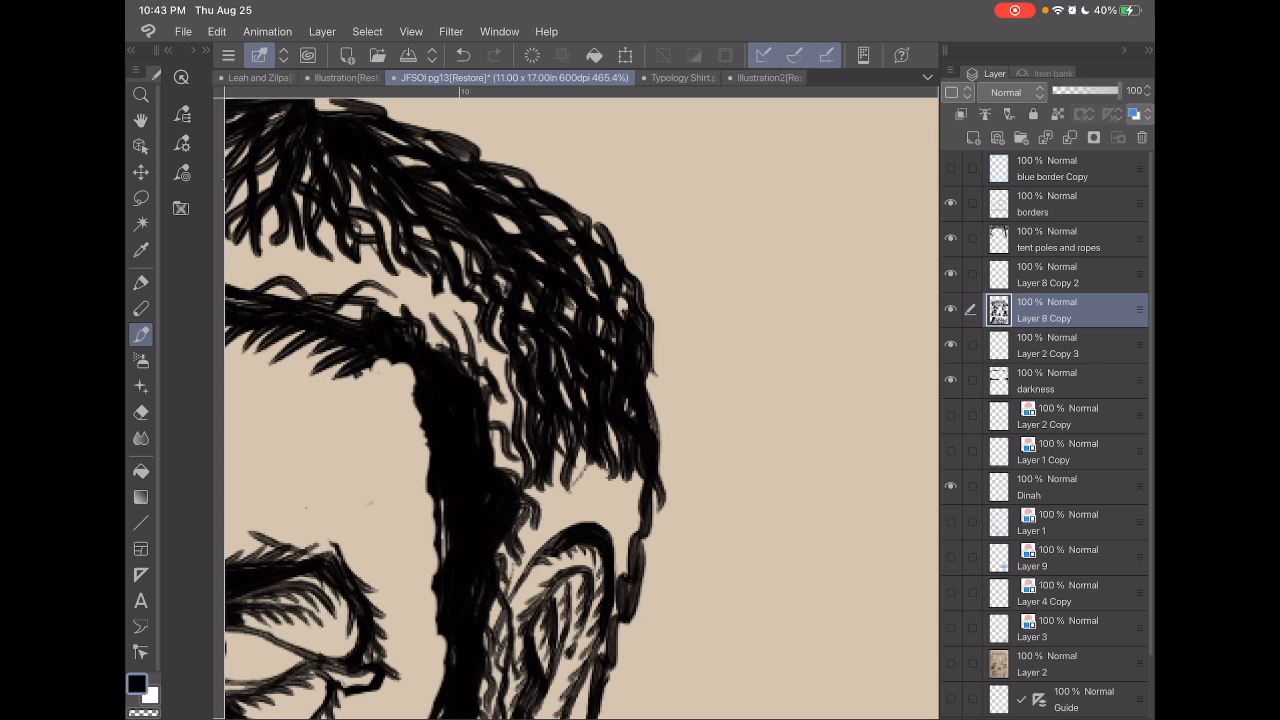 10:43 PM Thu Aug 25
40%
File Edit Animation Layer Select View Filter Window Help
Leah and Zilpa[ Illustration[Rest JFSOI pg13[Restore]* (11.00 x 17.00in 600dpi 465.4%) Typology Shirt. Illustration2[Re
Layer Item bank
Normal 100
10
100 % Normal
blue border Copy
100 % Normal
borders
100 % Normal
tent poles and ropes
100 % Normal
Layer 8 Copy 2
100 % Normal
Layer 8 Copy
100 % Normal
Layer 2 Copy 3
100 % Normal
darkness
100 % Normal
Layer 2 Copy
100 % Normal
Layer 1 Copy
100 % Normal
Dinah
100 % Normal
Layer 1
100 % Normal
Layer 9
100 % Normal
Layer 4 Copy
100 % Normal
Layer 3
100 % Normal
Layer 2
100 % Normal
Guide